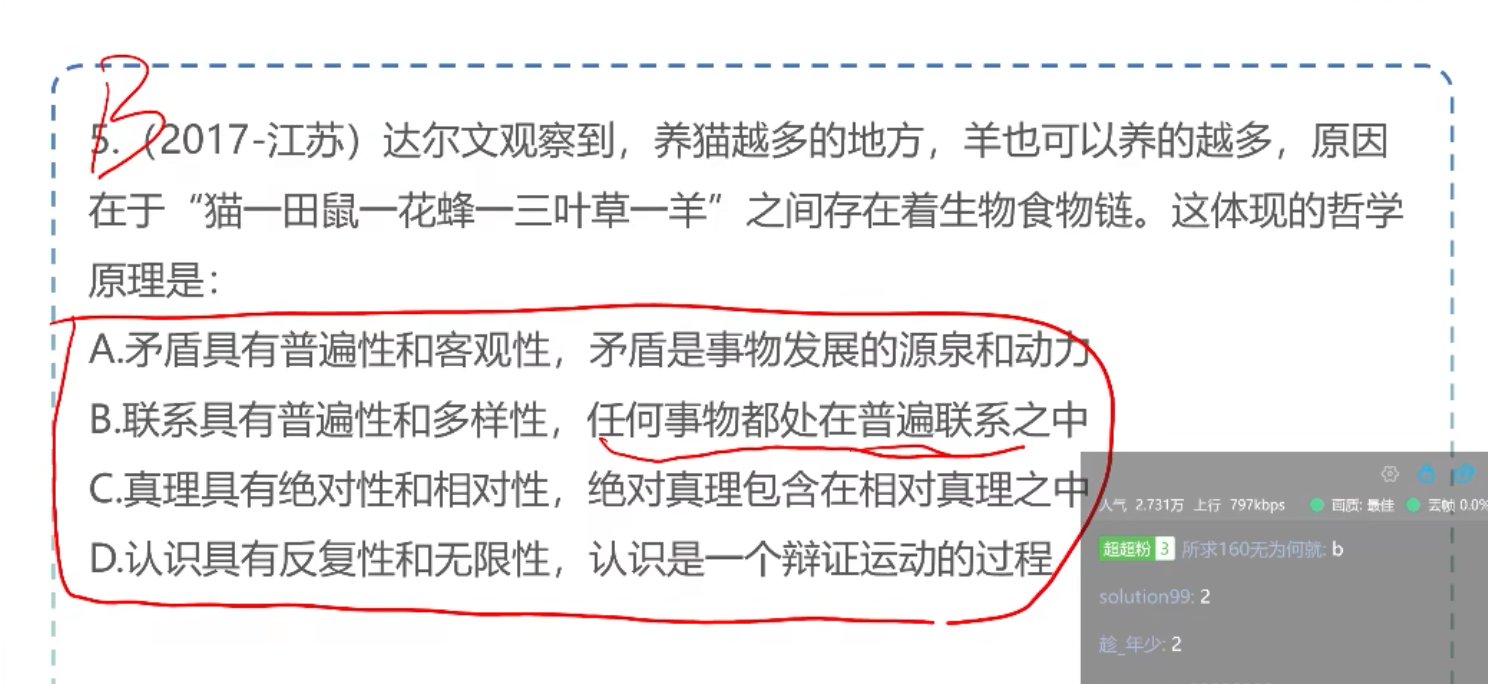 B
5.（2017-江苏）达尔文观察到，养猫越多的地方，羊也可以养的越多，原因
在于“猫—田鼠—花蜂—三叶草—羊”之间存在着生物食物链。这体现的哲学
原理是：
A.矛盾具有普遍性和客观性，矛盾是事物发展的源泉和动力
B.联系具有普遍性和多样性，任何事物都处在普遍联系之中
C.真理具有绝对性和相对性，绝对真理包含在相对真理之中
D.认识具有反复性和无限性，认识是一个辩证运动的过程
人气 2.731万 上行 797kbps 画质: 最佳 丢帧 0.0%
超超粉 3 所求160无为何就: b
solution99: 2
趁_年少: 2